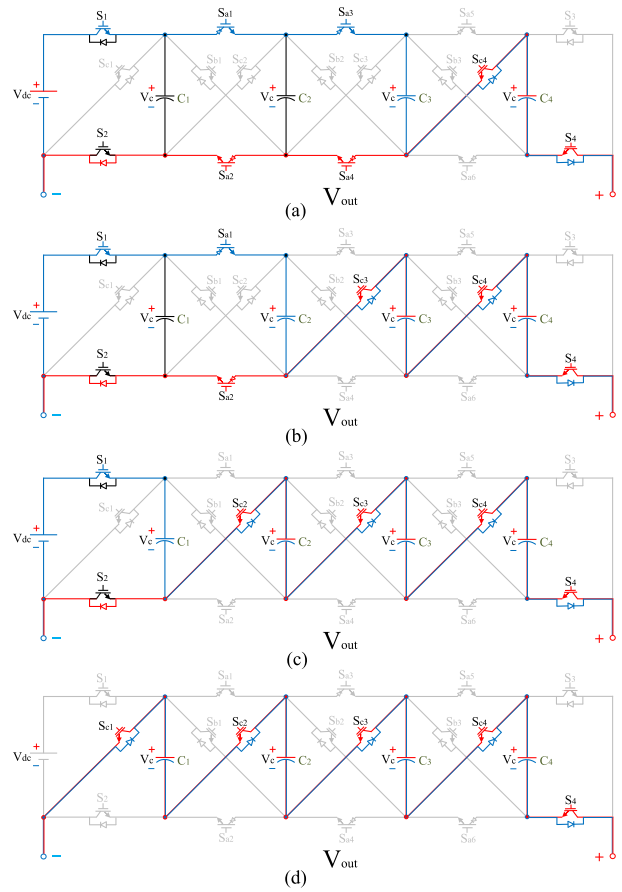 S1 Sa1 Sa3 Sa5 S3
Sc1 Sb1 Sc2 Sb2 Sc3 Sb3 Sc4
Vdc + − + Vc − C1 + Vc − C2 + Vc − C3 + Vc − C4
S2 Sa2 Sa4 Sa6 S4
− Vout +
(a)
S1 Sa1 Sa3 Sa5 S3
Sc1 Sb1 Sc2 Sb2 Sc3 Sb3 Sc4
Vdc + − + Vc − C1 + Vc − C2 + Vc − C3 + Vc − C4
S2 Sa2 Sa4 Sa6 S4
− Vout +
(b)
S1 Sa1 Sa3 Sa5 S3
Sc1 Sb1 Sc2 Sb2 Sc3 Sb3 Sc4
Vdc + − + Vc − C1 + Vc − C2 + Vc − C3 + Vc − C4
S2 Sa2 Sa4 Sa6 S4
− Vout +
(c)
S1 Sa1 Sa3 Sa5 S3
Sc1 Sb1 Sc2 Sb2 Sc3 Sb3 Sc4
Vdc + − + Vc − C1 + Vc − C2 + Vc − C3 + Vc − C4
S2 Sa2 Sa4 Sa6 S4
− Vout +
(d)